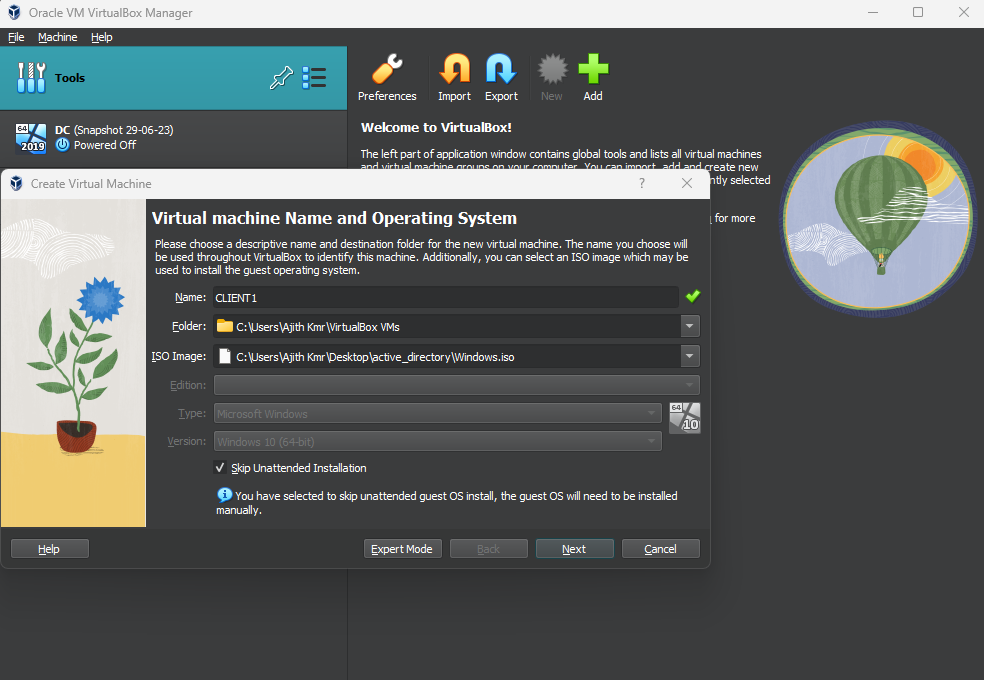 Oracle VM VirtualBox Manager
File Machine Help
Tools
Preferences Import Export New Add
64
2019
DC (Snapshot 29-06-23)
Powered Off
Welcome to VirtualBox!
The left part of application window contains global tools and lists all virtual machines
and virtual machine groups on your computer. You can import, add and create new
ntly selected
for more
Create Virtual Machine ?
Virtual machine Name and Operating System
Please choose a descriptive name and destination folder for the new virtual machine. The name you choose will
be used throughout VirtualBox to identify this machine. Additionally, you can select an ISO image which may be
used to install the guest operating system.
Name: CLIENT1
Folder: C:\Users\Ajith Kmr\VirtualBox VMs
ISO Image: C:\Users\Ajith Kmr\Desktop\active_directory\Windows.iso
Edition:
Type: Microsoft Windows
64
10
Version: Windows 10 (64-bit)
Skip Unattended Installation
You have selected to skip unattended guest OS install, the guest OS will need to be installed
manually.
Help Expert Mode Back Next Cancel